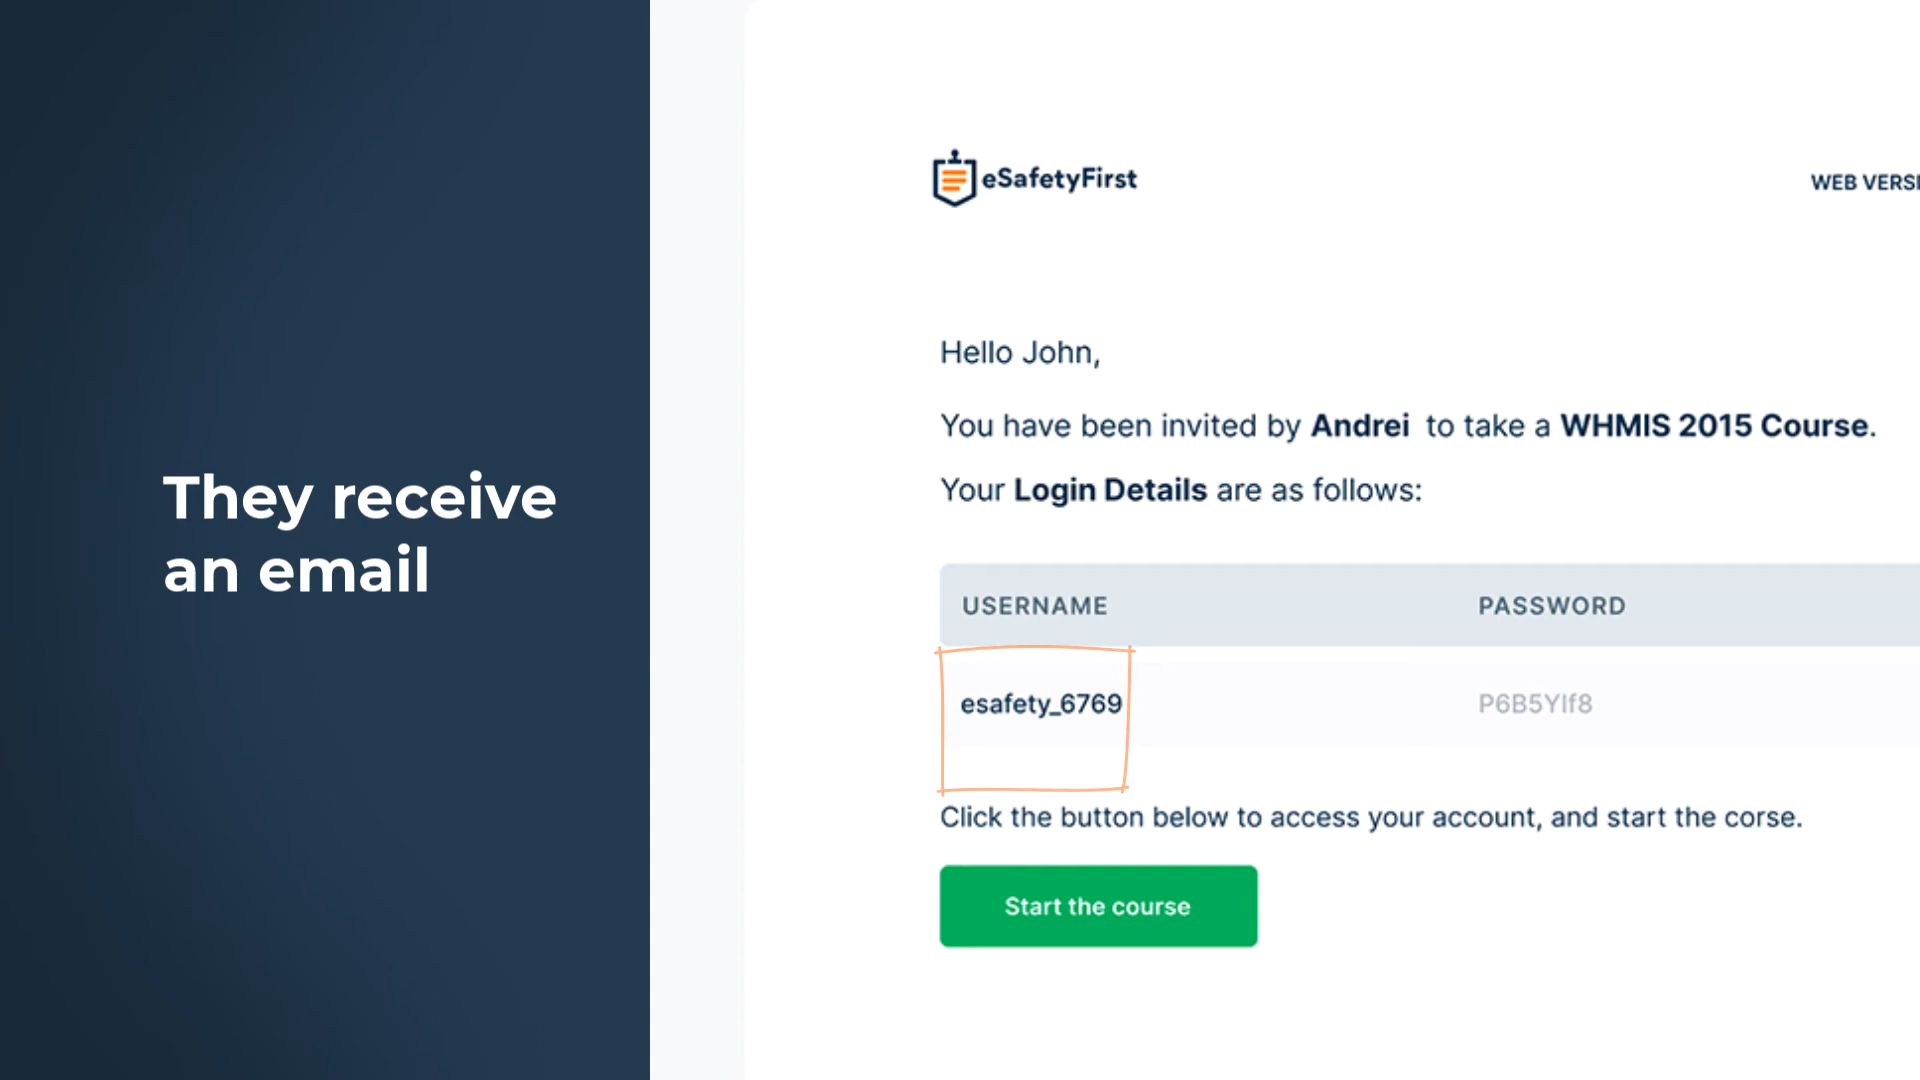 They receive
an email
eSafetyFirst
WEB VERSI
Hello John,
You have been invited by Andrei to take a WHMIS 2015 Course.
Your Login Details are as follows:
USERNAME PASSWORD
esafety_6769 P6B5YIf8
Click the button below to access your account, and start the corse.
Start the course